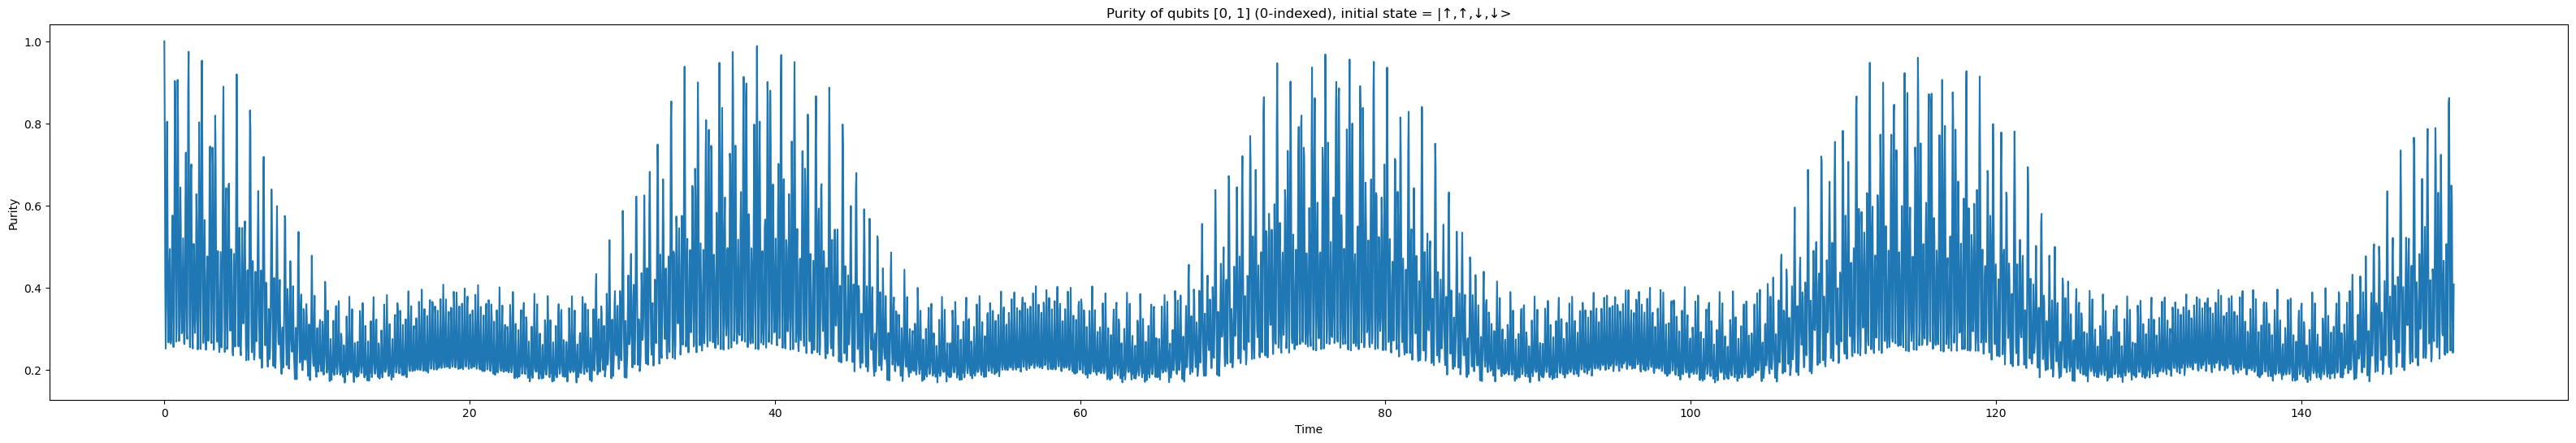 Purity of qubits [0, 1] (0-indexed), initial state = |↑,↑,↓,↓>
Purity
1.0
0.8
0.6
0.4
0.2
0 20 40 60 80 100 120 140
Time